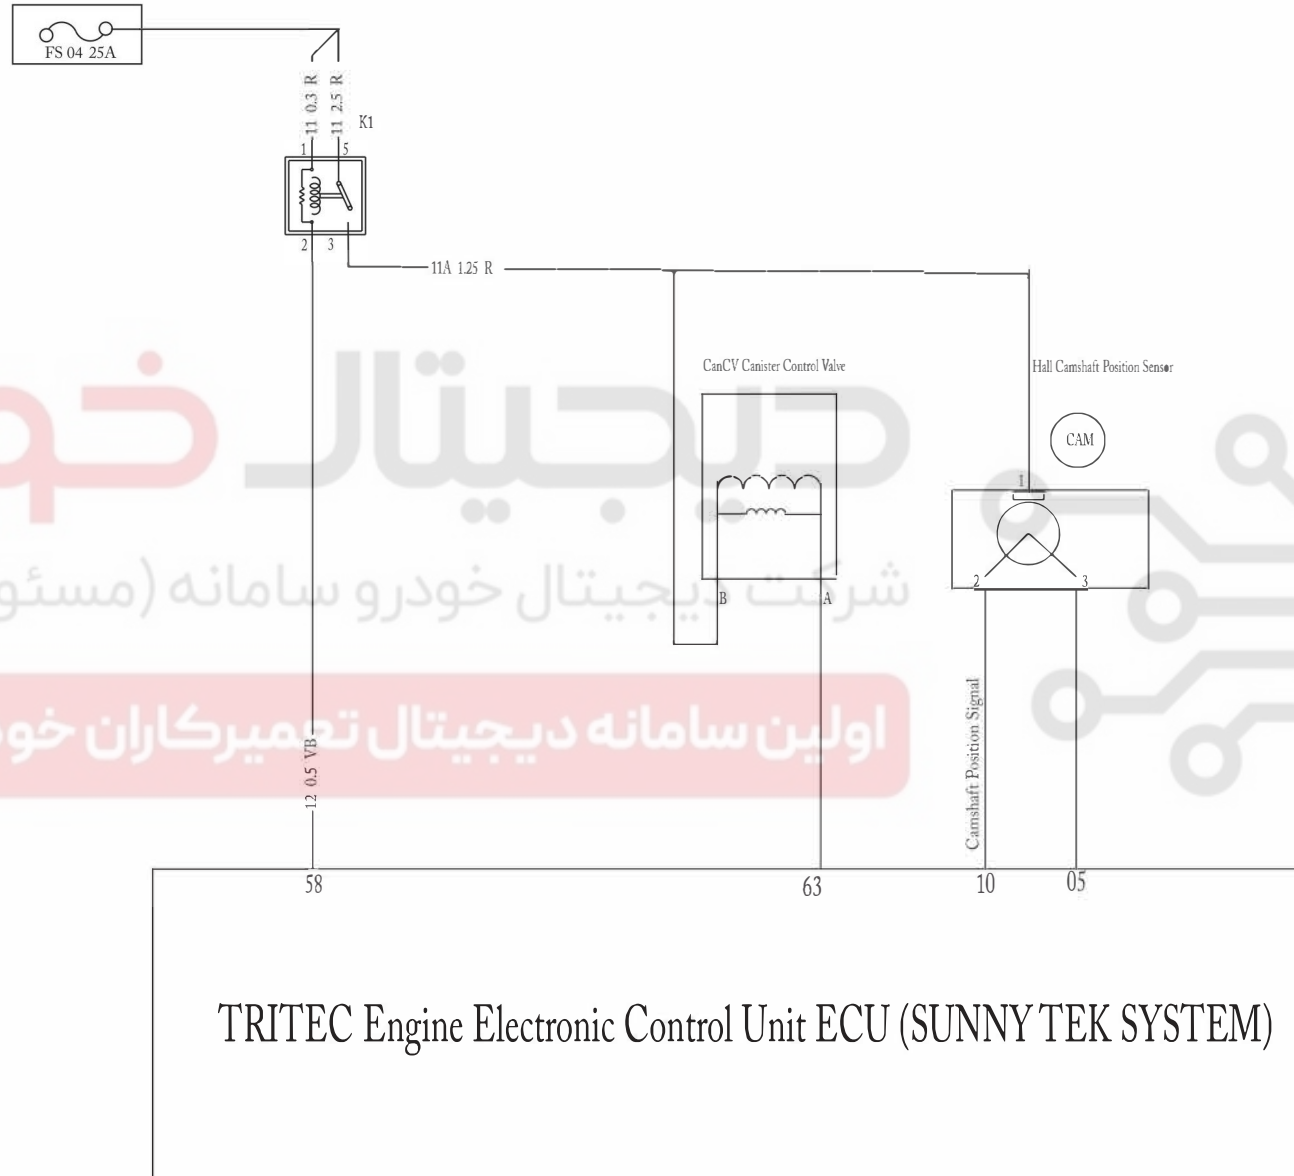 FS 04 25A
11 0.3 R
11 2.5 R
K1
1
5
2
3
11A 1.25 R
CanCV Canister Control Valve
Hall Camshaft Position Sensor
CAM
دیجیتال خو
1
2
3
شرکت دیجیتال خودرو سامانه (مسئو
B
A
اولین سامانه دیجیتال تعمیرکاران خو
12 0.5 VB
Camshaft Position Signal
58
63
10
05
TRITEC Engine Electronic Control Unit ECU (SUNNY TEK SYSTEM)